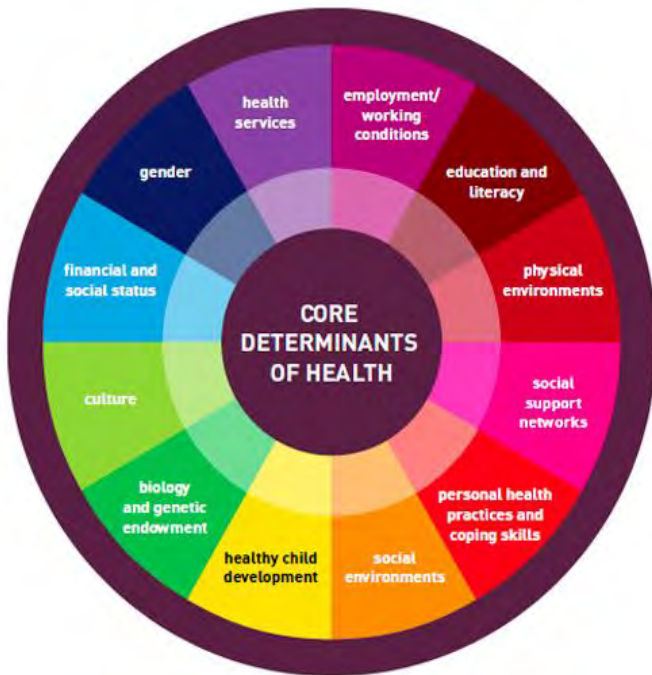 health
services
employment/
working
conditions
education and
literacy
physical
environments
social
support
networks
personal health
practices and
coping skills
social
environments
healthy child
development
biology
and genetic
endowment
culture
financial and
social status
gender
CORE
DETERMINANTS
OF HEALTH